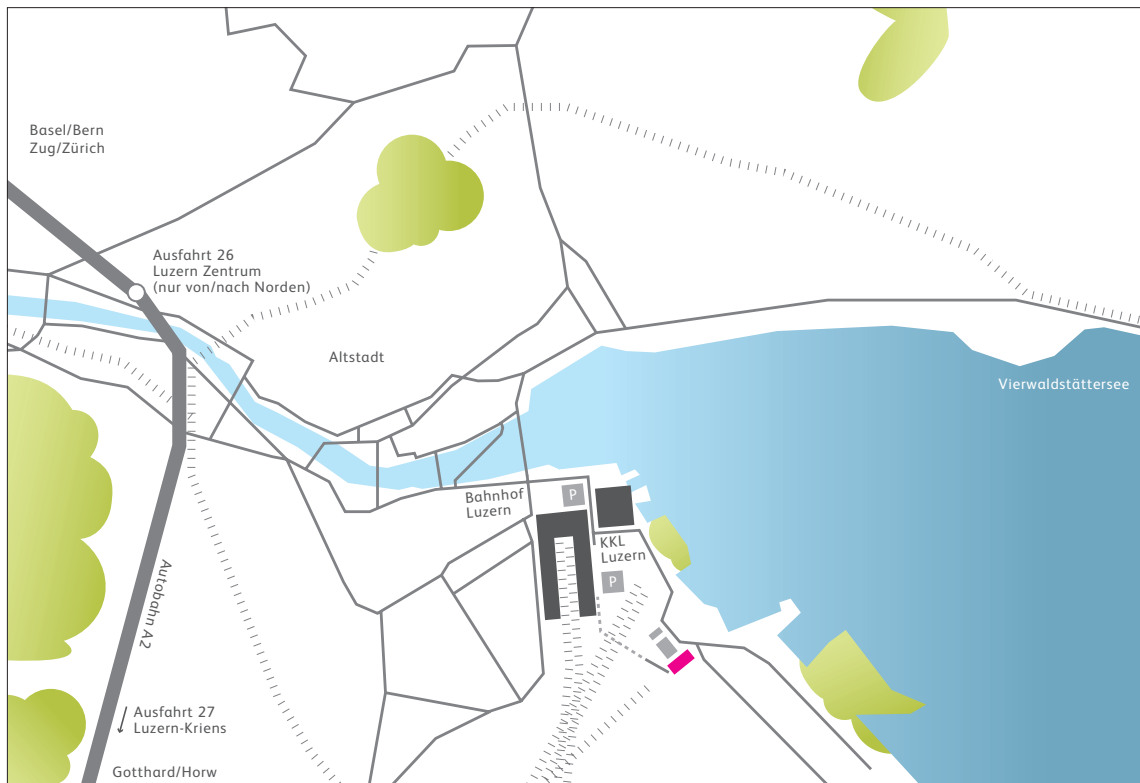 Basel/Bern
Zug/Zürich
Ausfahrt 26
Luzern Zentrum
(nur von/nach Norden)
Altstadt
Vierwaldstättersee
Bahnhof
Luzern
P
KKL
Luzern
P
Autobahn A2
Ausfahrt 27
Luzern-Kriens
Gotthard/Horw